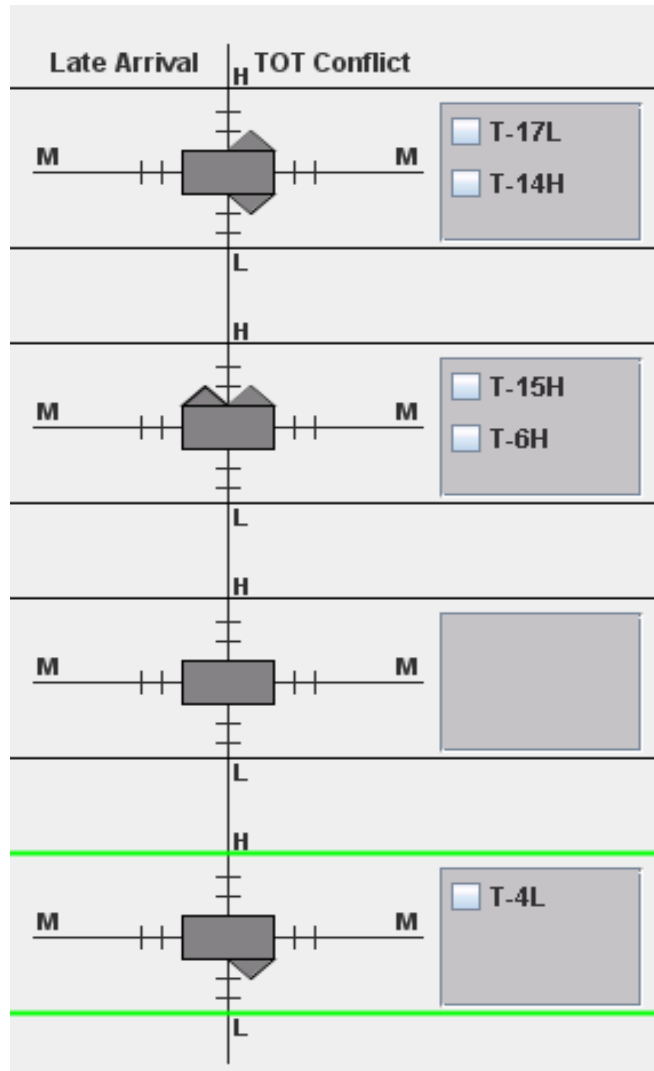 Late Arrival H TOT Conflict
M M
T-17L
T-14H
L
H
M M
T-15H
T-6H
L
H
M M
L
H
M M
T-4L
L